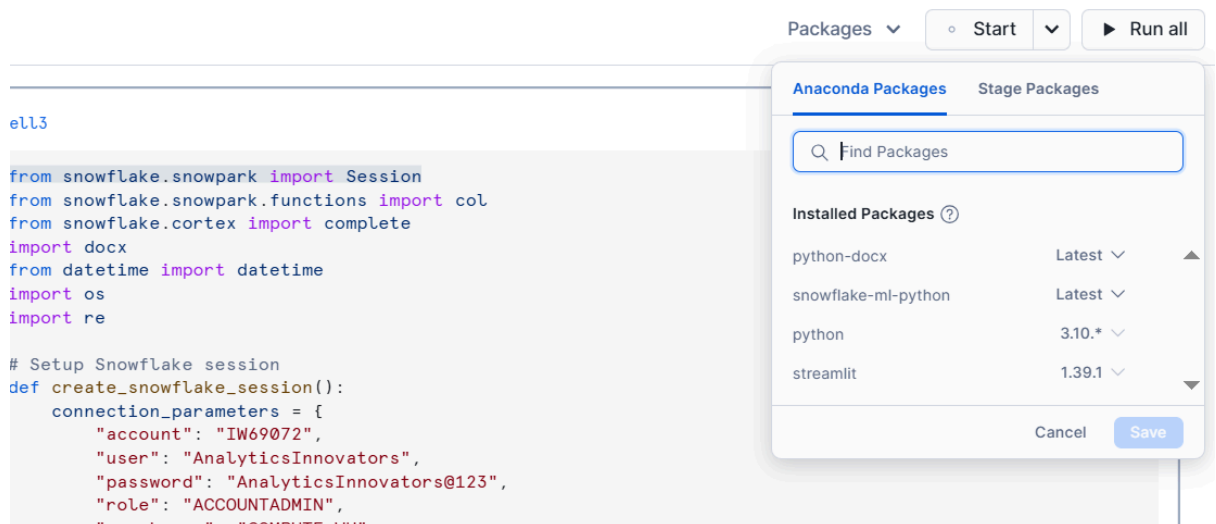 Packages
Start
Run all
Anaconda Packages Stage Packages
Find Packages
Installed Packages ?
python-docx Latest
snowflake-ml-python Latest
python 3.10.*
streamlit 1.39.1
Cancel Save
ell3
from snowflake.snowpark import Session
from snowflake.snowpark.functions import col
from snowflake.cortex import complete
import docx
from datetime import datetime
import os
import re
# Setup Snowflake session
def create_snowflake_session():
connection_parameters = {
"account": "IW69072",
"user": "AnalyticsInnovators",
"password": "AnalyticsInnovators@123",
"role": "ACCOUNTADMIN",